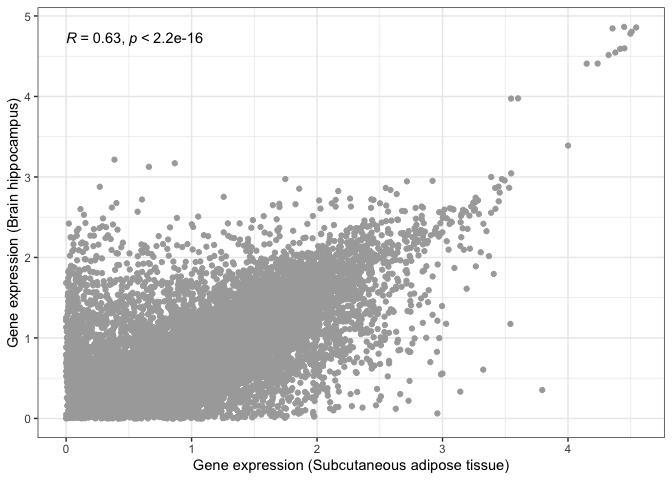 R = 0.63, p < 2.2e-16
5
4
3
2
1
0
Gene expression (Brain hippocampus)
0 1 2 3 4
Gene expression (Subcutaneous adipose tissue)